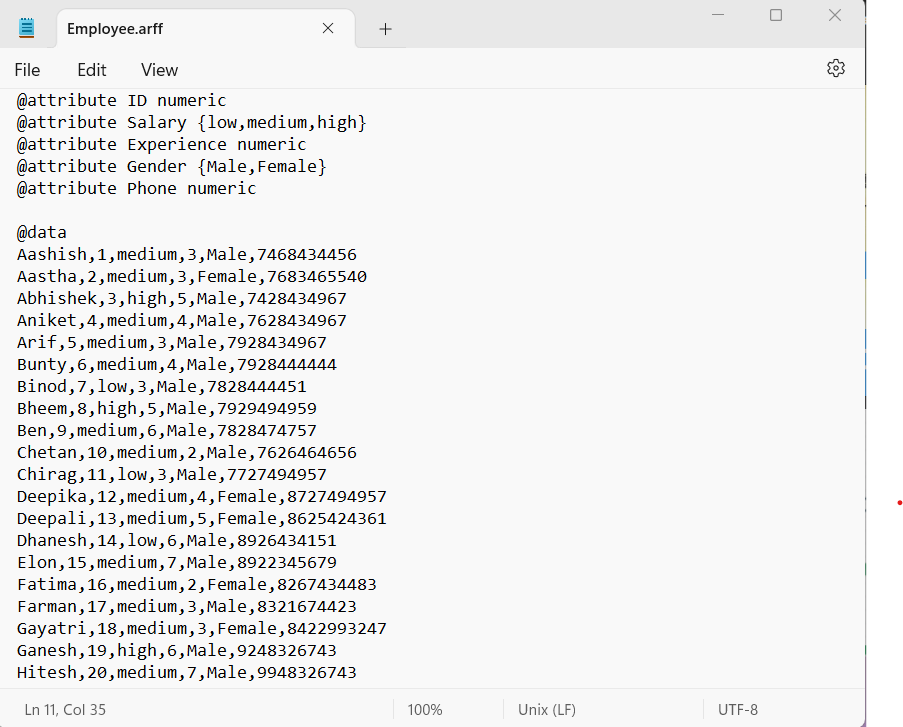 Employee.arff
File Edit View
@attribute ID numeric
@attribute Salary {low,medium,high}
@attribute Experience numeric
@attribute Gender {Male,Female}
@attribute Phone numeric
@data
Aashish,1,medium,3,Male,7468434456
Aastha,2,medium,3,Female,7683465540
Abhishek,3,high,5,Male,7428434967
Aniket,4,medium,4,Male,7628434967
Arif,5,medium,3,Male,7928434967
Bunty,6,medium,4,Male,7928444444
Binod,7,low,3,Male,7828444451
Bheem,8,high,5,Male,7929494959
Ben,9,medium,6,Male,7828474757
Chetan,10,medium,2,Male,7626464656
Chirag,11,low,3,Male,7727494957
Deepika,12,medium,4,Female,8727494957
Deepali,13,medium,5,Female,8625424361
Dhanesh,14,low,6,Male,8926434151
Elon,15,medium,7,Male,8922345679
Fatima,16,medium,2,Female,8267434483
Farman,17,medium,3,Male,8321674423
Gayatri,18,medium,3,Female,8422993247
Ganesh,19,high,6,Male,9248326743
Hitesh,20,medium,7,Male,9948326743
Ln 11, Col 35 100% Unix (LF) UTF-8